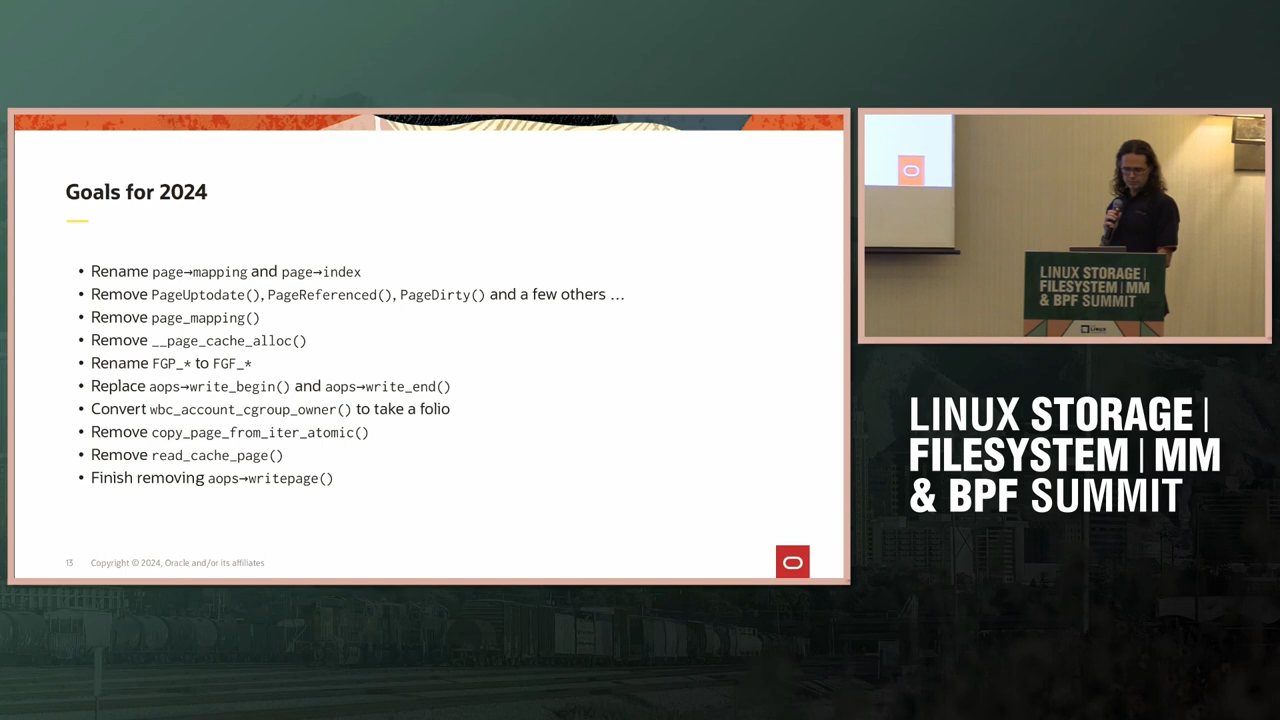 Goals for 2024
• Rename page→mapping and page→index
• Remove PageUptodate(), PageReferenced(), PageDirty() and a few others …
• Remove page_mapping()
• Remove __page_cache_alloc()
• Rename FGP_* to FGF_*
• Replace aops→write_begin() and aops→write_end()
• Convert wbc_account_cgroup_owner() to take a folio
• Remove copy_page_from_iter_atomic()
• Remove read_cache_page()
• Finish removing aops→writepage()
13 Copyright © 2024, Oracle and/or its affiliates
LINUX STORAGE |
FILESYSTEM | MM
& BPF SUMMIT
LINUX STORAGE |
FILESYSTEM | MM
& BPF SUMMIT